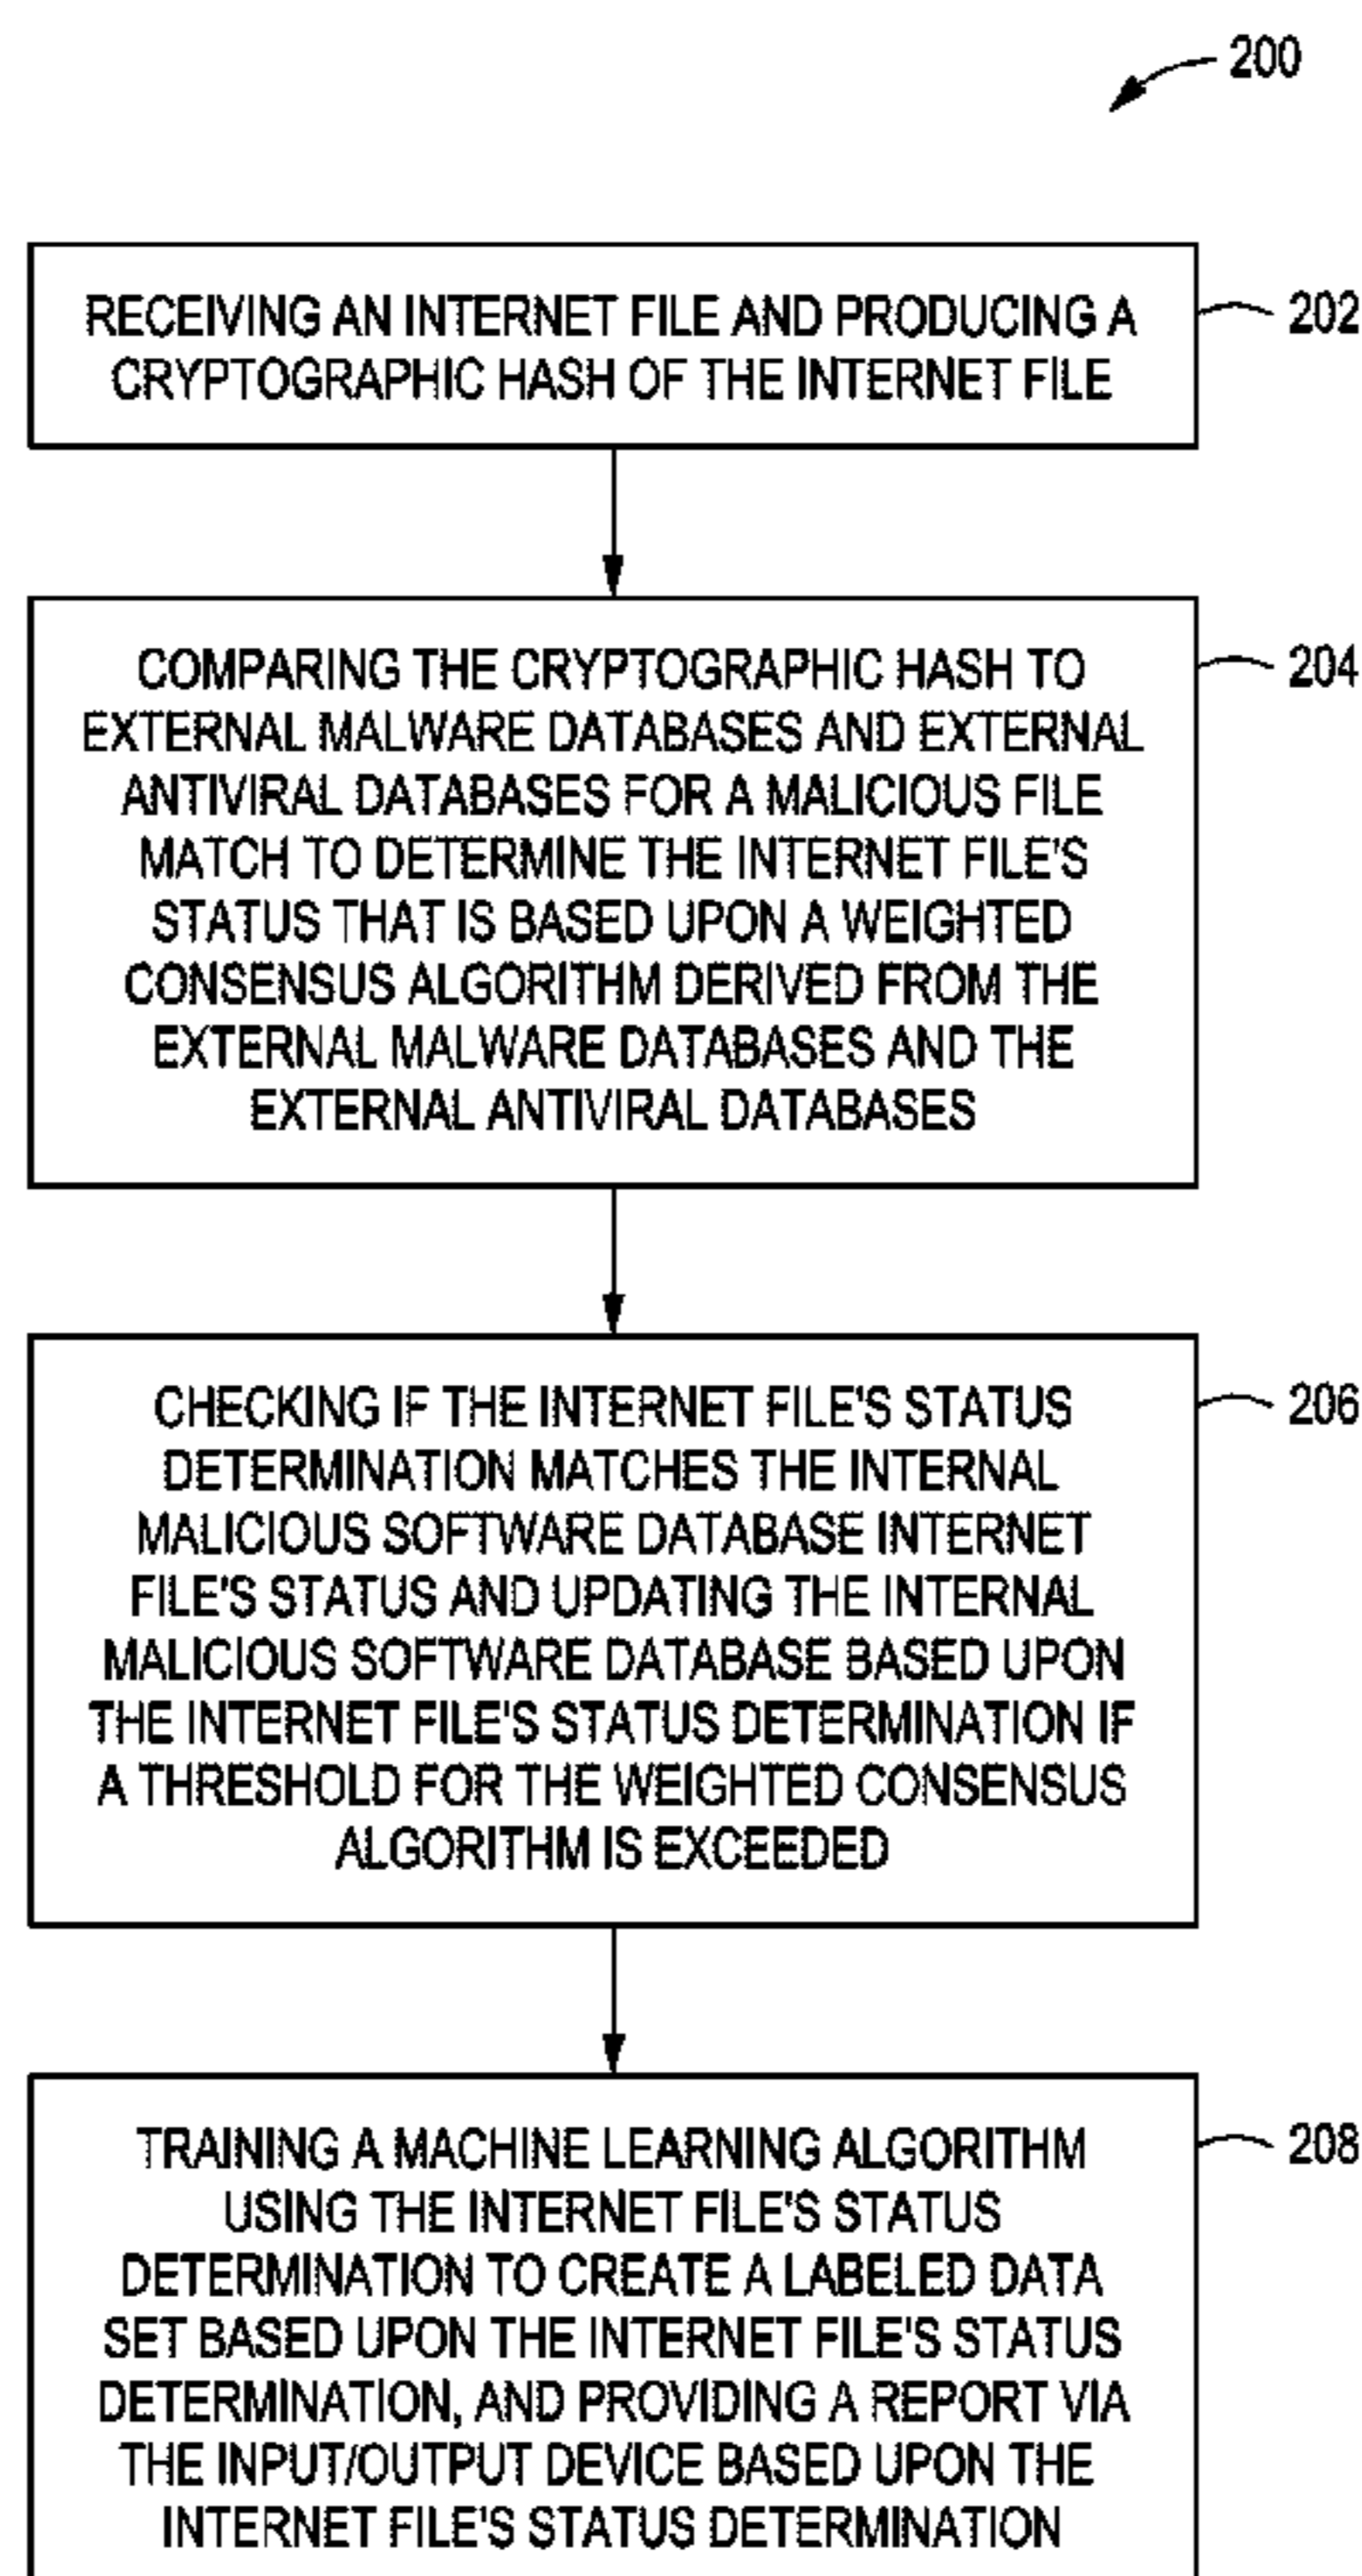 200
RECEIVING AN INTERNET FILE AND PRODUCING A
CRYPTOGRAPHIC HASH OF THE INTERNET FILE
202
COMPARING THE CRYPTOGRAPHIC HASH TO
EXTERNAL MALWARE DATABASES AND EXTERNAL
ANTIVIRAL DATABASES FOR A MALICIOUS FILE
MATCH TO DETERMINE THE INTERNET FILE'S
STATUS THAT IS BASED UPON A WEIGHTED
CONSENSUS ALGORITHM DERIVED FROM THE
EXTERNAL MALWARE DATABASES AND THE
EXTERNAL ANTIVIRAL DATABASES
204
CHECKING IF THE INTERNET FILE'S STATUS
DETERMINATION MATCHES THE INTERNAL
MALICIOUS SOFTWARE DATABASE INTERNET
FILE'S STATUS AND UPDATING THE INTERNAL
MALICIOUS SOFTWARE DATABASE BASED UPON
THE INTERNET FILE'S STATUS DETERMINATION IF
A THRESHOLD FOR THE WEIGHTED CONSENSUS
ALGORITHM IS EXCEEDED
206
TRAINING A MACHINE LEARNING ALGORITHM
USING THE INTERNET FILE'S STATUS
DETERMINATION TO CREATE A LABELED DATA
SET BASED UPON THE INTERNET FILE'S STATUS
DETERMINATION, AND PROVIDING A REPORT VIA
THE INPUT/OUTPUT DEVICE BASED UPON THE
INTERNET FILE'S STATUS DETERMINATION
208